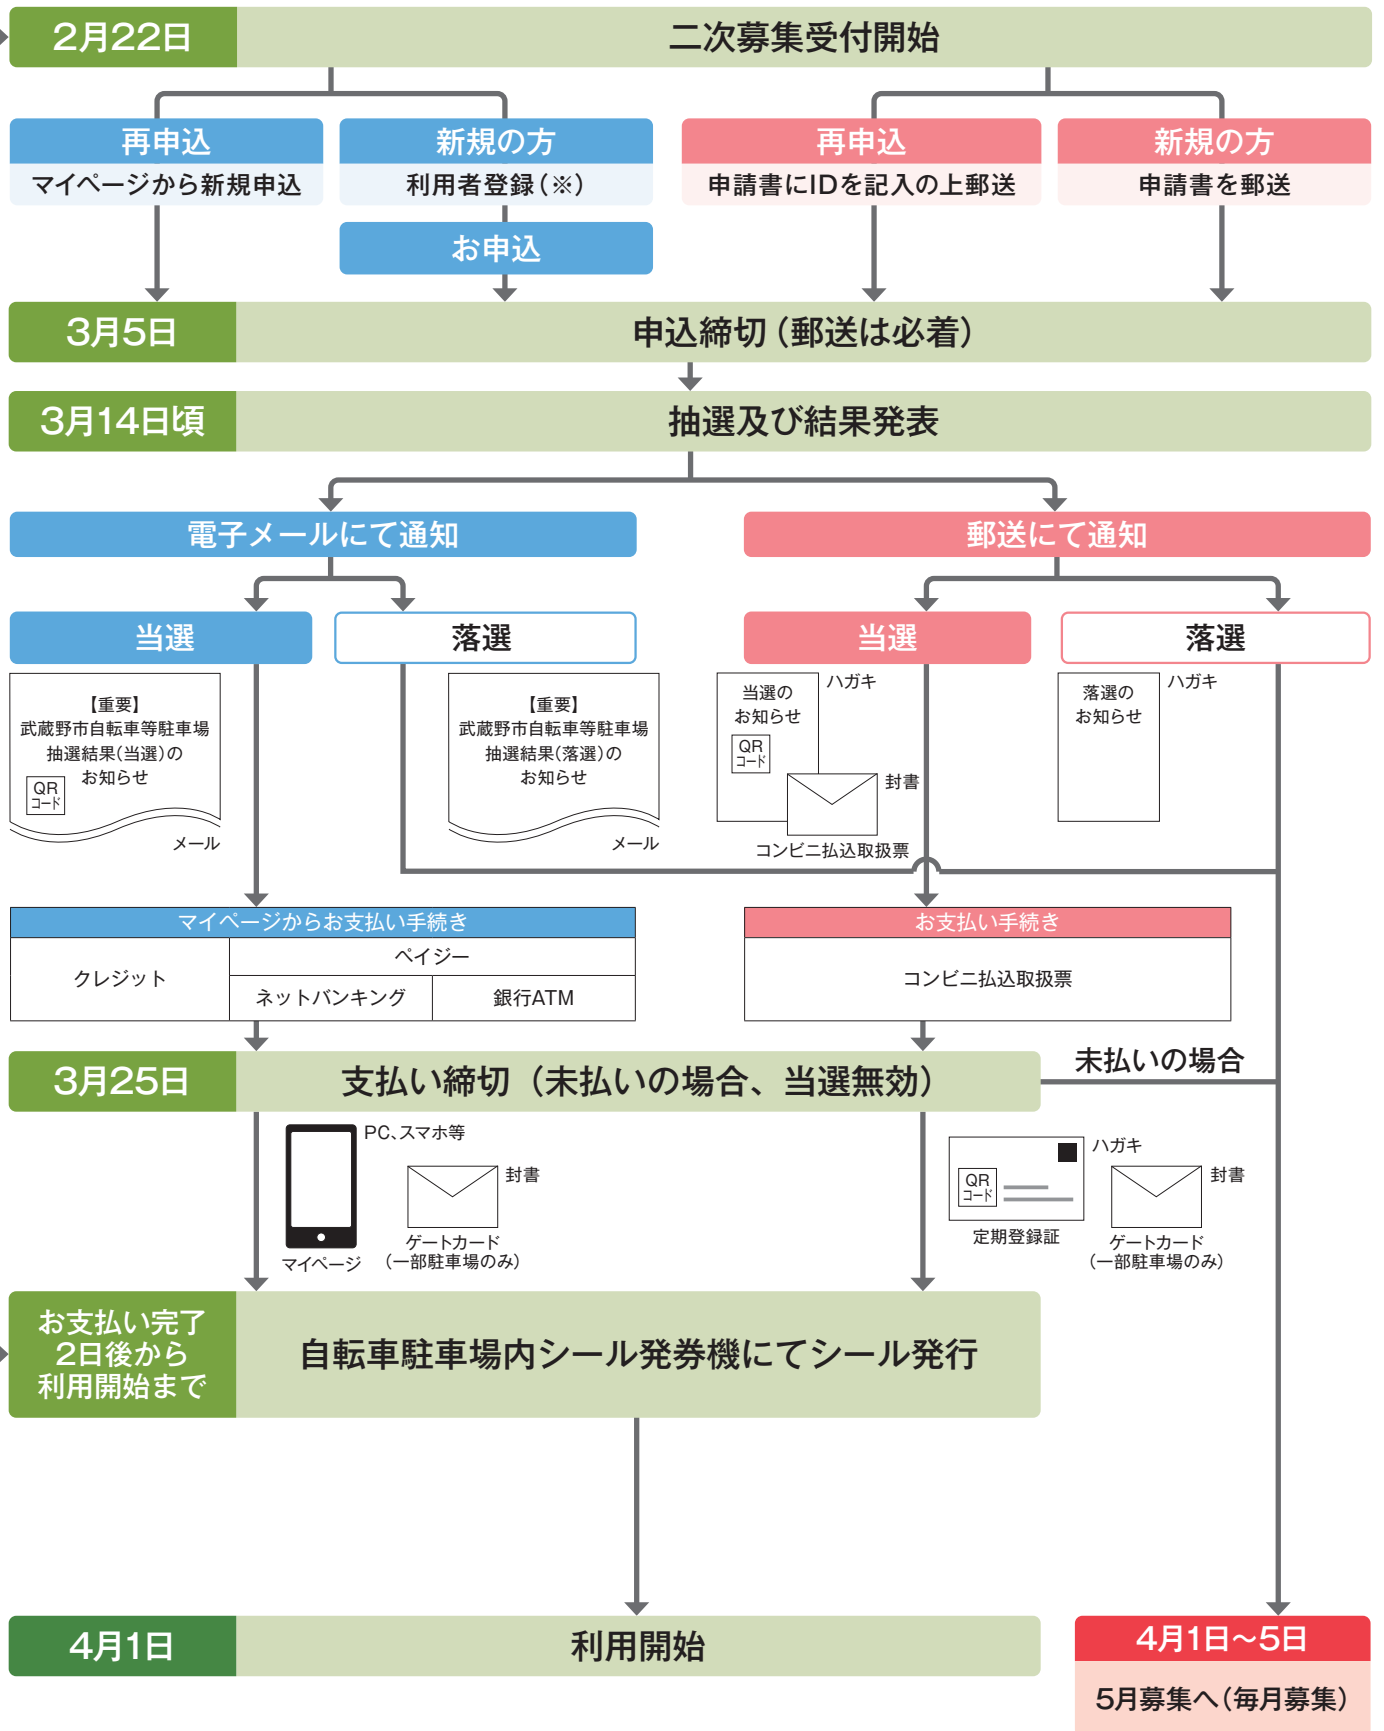 2月22日
二次募集受付開始
再申込
マイページから新規申込
新規の方
利用者登録(※)
お申込
再申込
申請書にIDを記入の上郵送
新規の方
申請書を郵送
3月5日
申込締切(郵送は必着)
3月14日頃
抽選及び結果発表
電子メールにて通知
郵送にて通知
当選
落選
当選
落選
【重要】
武蔵野市自転車等駐車場
抽選結果(当選)の
お知らせ
QR
コード
メール
【重要】
武蔵野市自転車等駐車場
抽選結果(落選)の
お知らせ
メール
当選の
お知らせ
QR
コード
ハガキ
封書
コンビニ払込取扱票
落選の
お知らせ
ハガキ
マイページからお支払い手続き
クレジット
ペイジー
ネットバンキング
銀行ATM
お支払い手続き
コンビニ払込取扱票
3月25日
支払い締切(未払いの場合、当選無効)
未払いの場合
PC、スマホ等
マイページ
封書
ゲートカード
(一部駐車場のみ)
ハガキ
QR
コード
定期登録証
封書
ゲートカード
(一部駐車場のみ)
お支払い完了
2日後から
利用開始まで
自転車駐車場内シール発券機にてシール発行
4月1日
利用開始
4月1日~5日
5月募集へ(毎月募集)